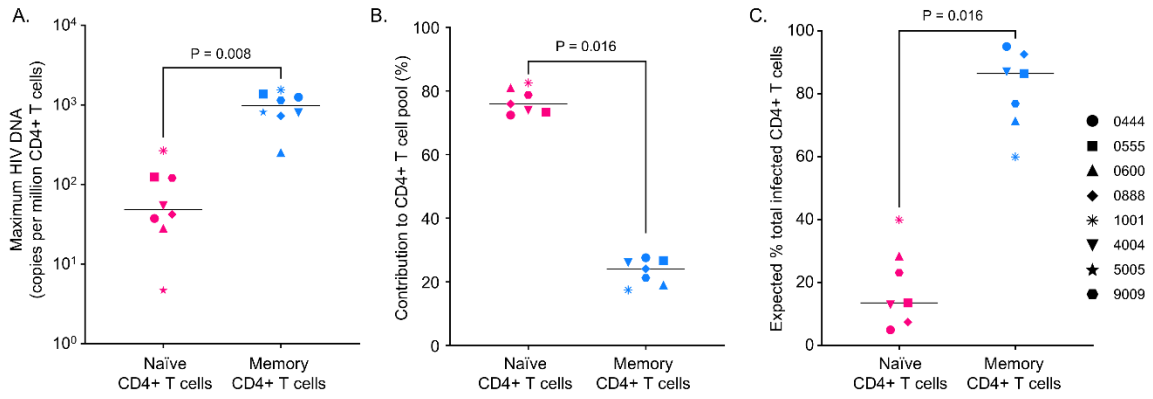 A.
Maximum HIV DNA
(copies per million CD4+ T cells)
10⁴
10³
10²
10¹
10⁰
P = 0.008
Naïve
CD4+ T cells
Memory
CD4+ T cells
B.
Contribution to CD4+ T cell pool (%)
100
80
60
40
20
0
P = 0.016
Naïve
CD4+ T cells
Memory
CD4+ T cells
C.
Expected % total infected CD4+ T cells
100
80
60
40
20
0
P = 0.016
Naïve
CD4+ T cells
Memory
CD4+ T cells
0444
0555
0600
0888
1001
4004
5005
9009